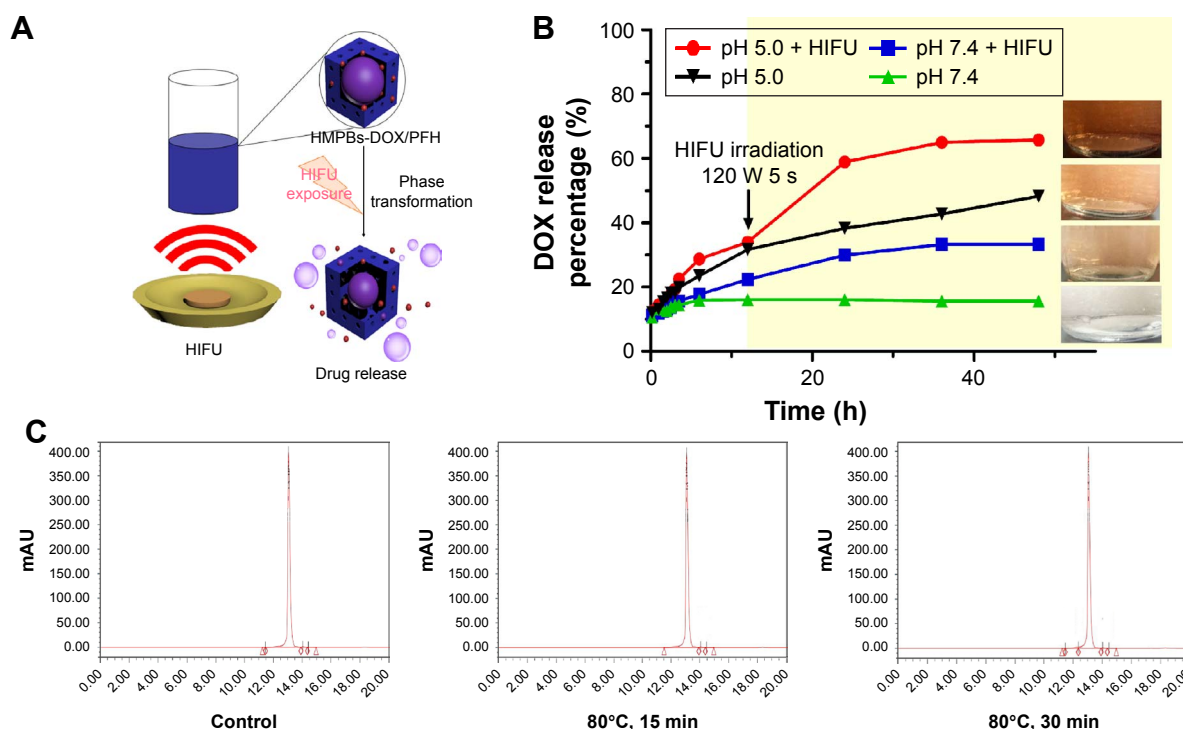 A
HMPBs-DOX/PFH
HIFU
exposure
Phase
transformation
HIFU
Drug release
B
DOX release
percentage (%)
100
80
60
40
20
0
pH 5.0 + HIFU
pH 7.4 + HIFU
pH 5.0
pH 7.4
HIFU irradiation
120 W 5 s
0
20
40
Time (h)
C
mAU
400.00
350.00
300.00
250.00
200.00
150.00
100.00
50.00
0.00
0.00
2.00
4.00
6.00
8.00
10.00
12.00
14.00
16.00
18.00
20.00
Control
mAU
400.00
350.00
300.00
250.00
200.00
150.00
100.00
50.00
0.00
0.00
2.00
4.00
6.00
8.00
10.00
12.00
14.00
16.00
18.00
20.00
80°C, 15 min
mAU
400.00
350.00
300.00
250.00
200.00
150.00
100.00
50.00
0.00
0.00
2.00
4.00
6.00
8.00
10.00
12.00
14.00
16.00
18.00
20.00
80°C, 30 min